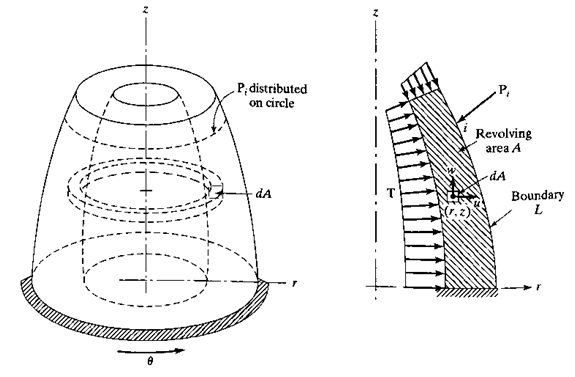 z
P_i distributed
on circle
dA
r
θ
z
P_i
i
Revolving
area A
w
dA
T
u
(r, z)
Boundary
L
r